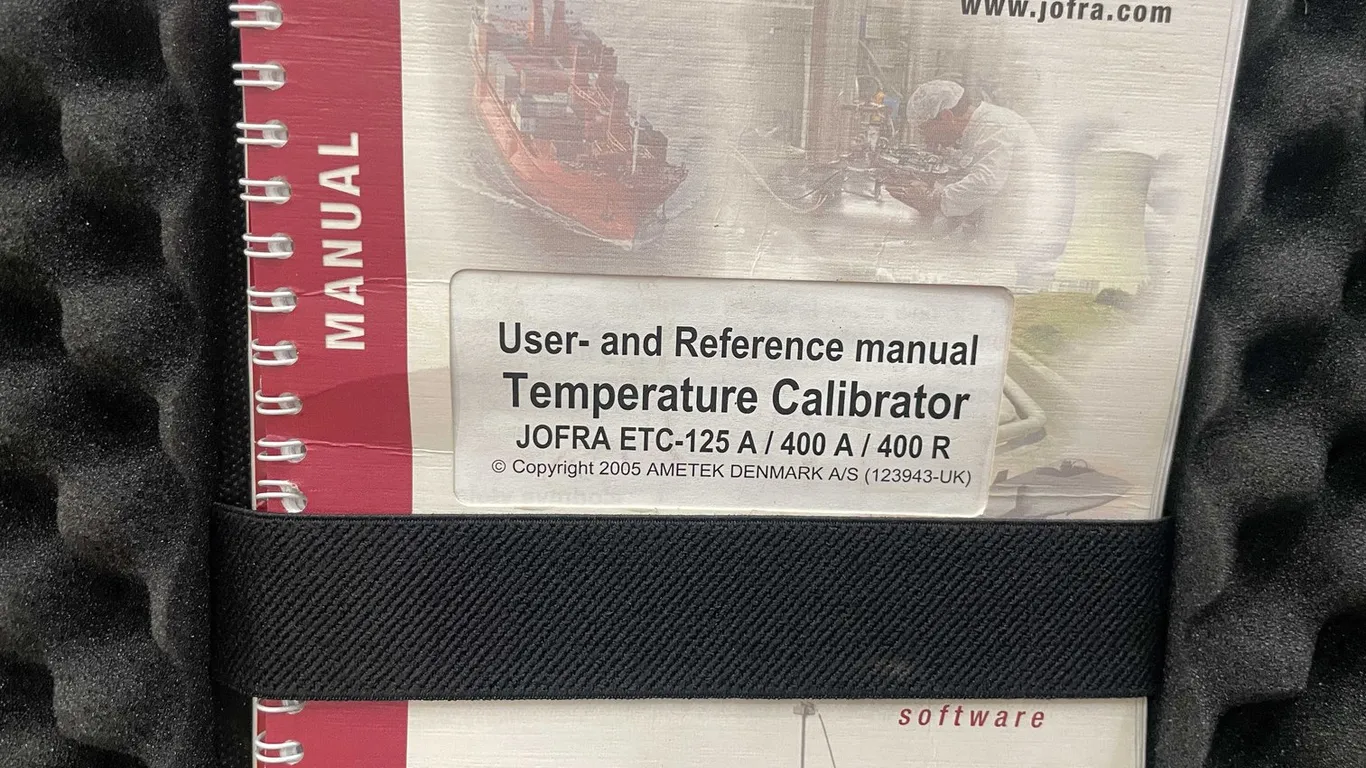 www.jofra.com
MANUAL
User- and Reference manual
Temperature Calibrator
JOFRA ETC-125 A / 400 A / 400 R
© Copyright 2005 AMETEK DENMARK A/S (123943-UK)
software